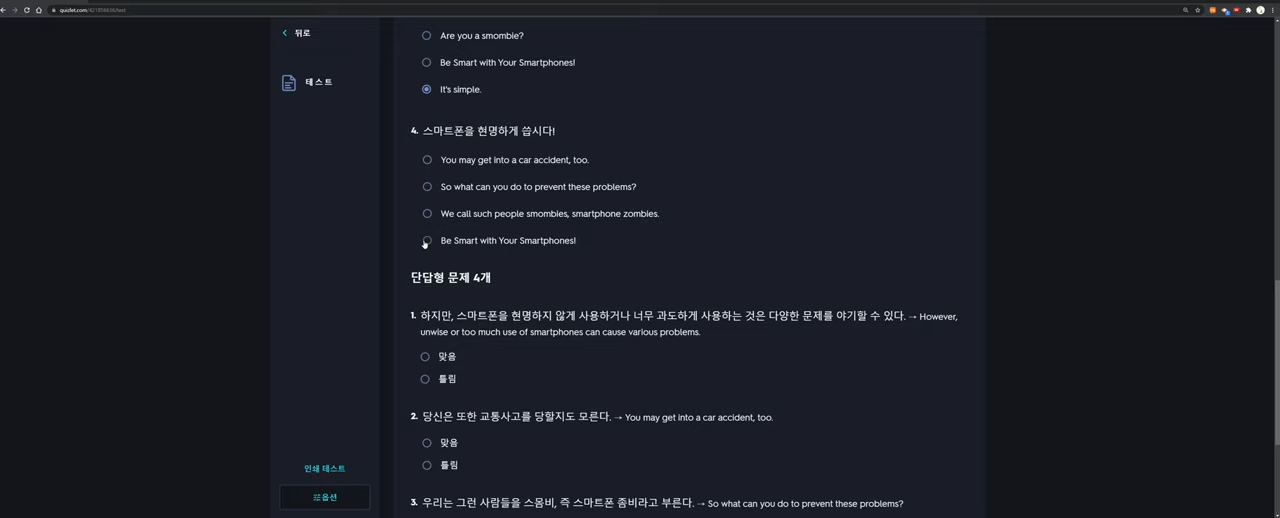 quizlet.com/421856636/test
뒤로
테스트
Are you a smombie?
Be Smart with Your Smartphones!
It's simple.
4. 스마트폰을 현명하게 씁시다!
You may get into a car accident, too.
So what can you do to prevent these problems?
We call such people smombies, smartphone zombies.
Be Smart with Your Smartphones!
단답형 문제 4개
1. 하지만, 스마트폰을 현명하지 않게 사용하거나 너무 과도하게 사용하는 것은 다양한 문제를 야기할 수 있다. → However,
unwise or too much use of smartphones can cause various problems.
맞음
틀림
2. 당신은 또한 교통사고를 당할지도 모른다. → You may get into a car accident, too.
맞음
틀림
인쇄 테스트
옵션
3. 우리는 그런 사람들을 스몸비, 즉 스마트폰 좀비라고 부른다. → So what can you do to prevent these problems?